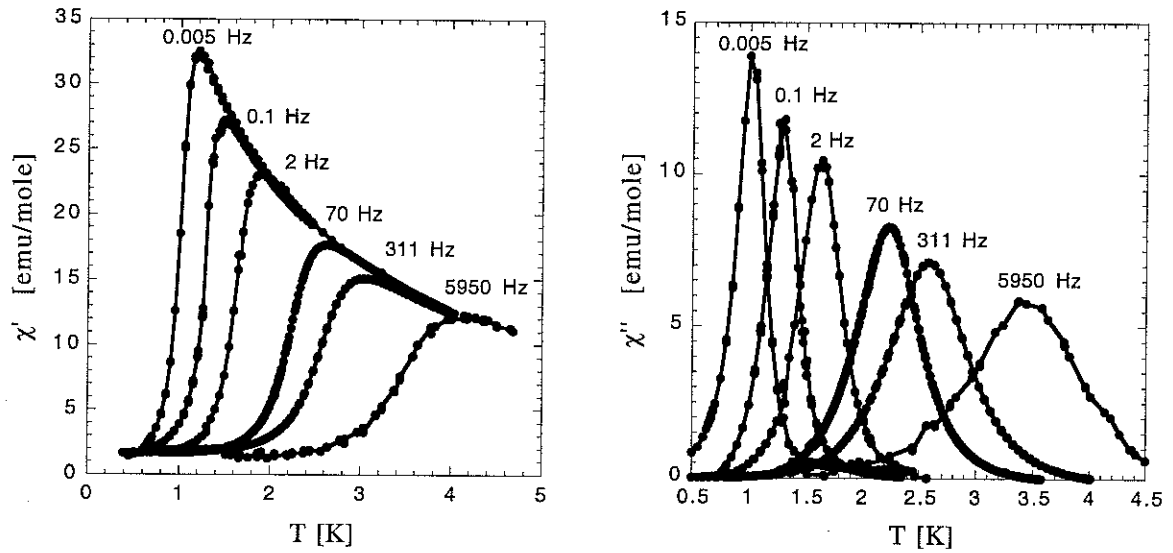 35
30
25
20
15
10
5
0
χ' [emu/mole]
0.005 Hz
0.1 Hz
2 Hz
70 Hz
311 Hz
5950 Hz
0 1 2 3 4 5
T [K]
15
10
5
0
χ" [emu/mole]
0.005 Hz
0.1 Hz
2 Hz
70 Hz
311 Hz
5950 Hz
0.5 1 1.5 2 2.5 3 3.5 4 4.5
T [K]